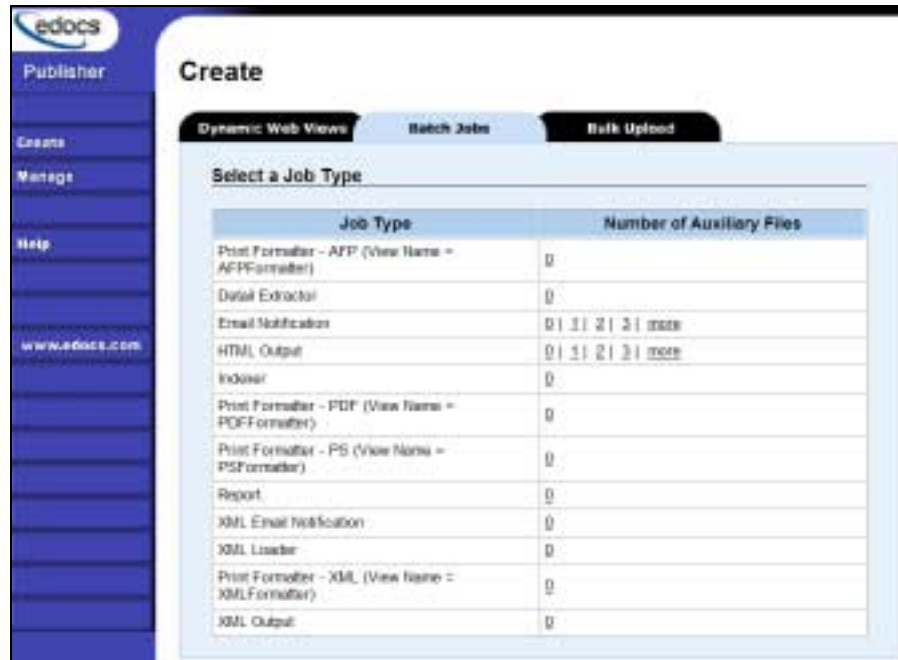 edocs
Publisher
Create
Manage
Help
www.edocs.com
Create
Dynamic Web Views
Batch Jobs
Bulk Upload
Select a Job Type
Job Type
Number of Auxiliary Files
Print Formatter - AFP (View Name =
AFPFormatter)
0
Detail Extractor
0
Email Notification
0 | 1 | 2 | 3 | more
HTML Output
0 | 1 | 2 | 3 | more
Indexer
0
Print Formatter - PDF (View Name =
PDFFormatter)
0
Print Formatter - PS (View Name =
PSFormatter)
0
Report
0
XML Email Notification
0
XML Loader
0
Print Formatter - XML (View Name =
XMLFormatter)
0
XML Output
0